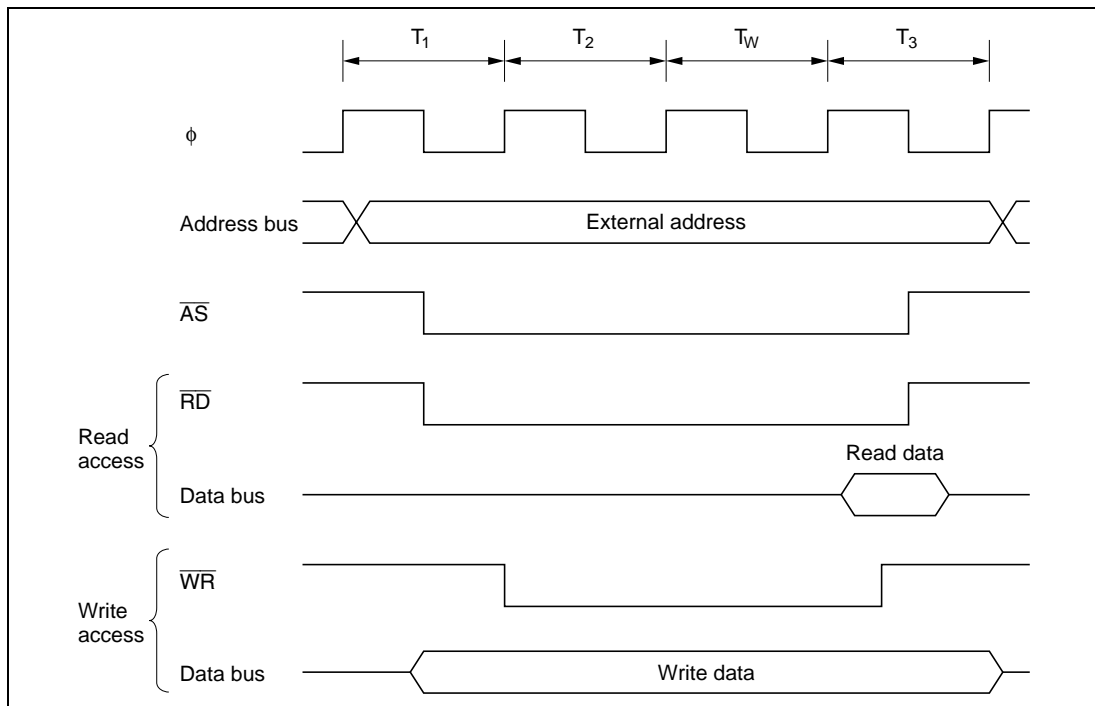 T1 T2 TW T3
φ
Address bus External address
AS
RD
Read access
Read data
Data bus
WR
Write access
Data bus Write data